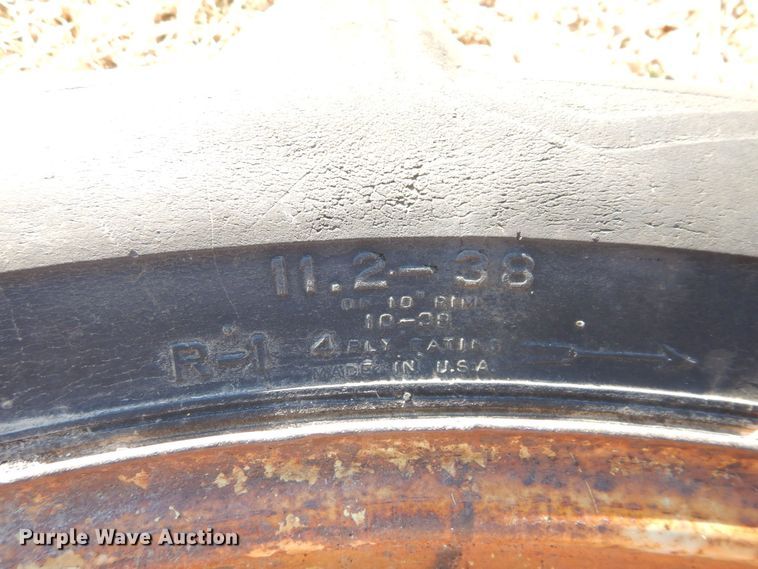 11.2-38
ON 10" RIM
10-38
R-1 4 PLY RATING
MADE IN U.S.A.
Purple Wave Auction